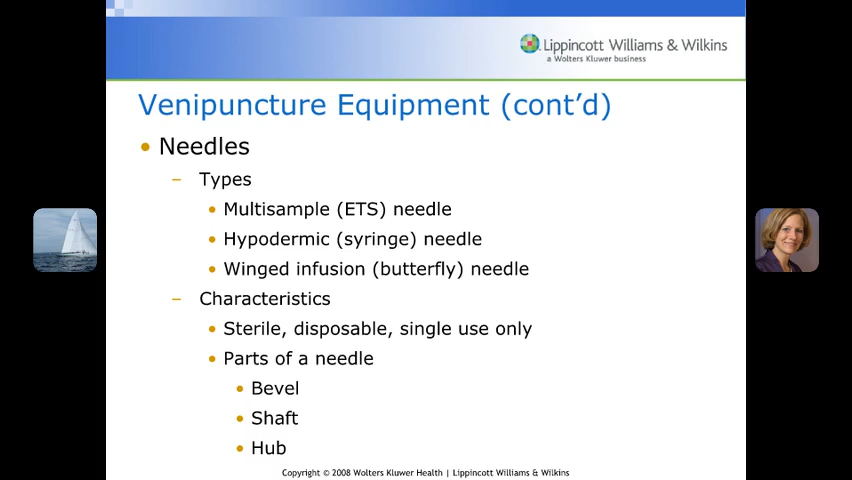 Lippincott Williams & Wilkins
a Wolters Kluwer business
Venipuncture Equipment (cont'd)
• Needles
– Types
• Multisample (ETS) needle
• Hypodermic (syringe) needle
• Winged infusion (butterfly) needle
– Characteristics
• Sterile, disposable, single use only
• Parts of a needle
• Bevel
• Shaft
• Hub
Copyright © 2008 Wolters Kluwer Health | Lippincott Williams & Wilkins